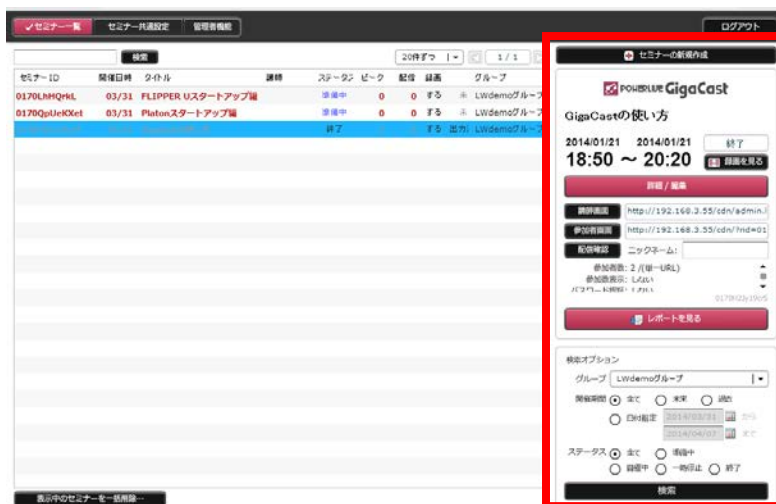 ✓セミナー一覧 セミナー共通設定 管理者機能 ログアウト
検索 20件ずつ 1/1
セミナーID 開催日時 タイトル 講師 ステータス ピーク 配信 録画 グループ
0170LhHQrkL 03/31 FLIPPER Uスタートアップ編 準備中 0 0 する 未 LWdemoグループ
0170QpUeKXet 03/31 Platonスタートアップ編 準備中 0 0 する 未 LWdemoグループ
終了 する 出力 LWdemoグループ
表示中のセミナーを一括削除…
セミナーの新規作成
POWERLIVE GigaCast
GigaCastの使い方
2014/01/21 2014/01/21 終了
18:50 ～ 20:20 録画を見る
詳細 / 編集
講師画面 http://192.168.3.55/cdn/admin.
参加者画面 http://192.168.3.55/cdn/?nid=01
配信確認 ニックネーム:
参加者数: 2 /(単一URL)
参加数表示: しない
レポートを見る
検索オプション
グループ LWdemoグループ
開催期間 全て 未来 過去
日付指定 2014/03/31 から
2014/04/07 まで
ステータス 全て 準備中
開催中 一時停止 終了
検索